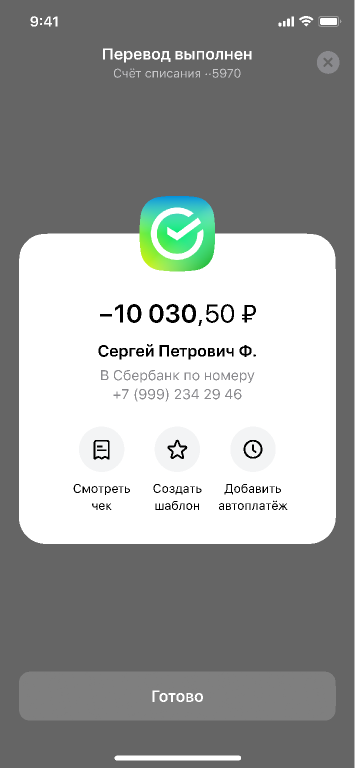 9:41
Перевод выполнен
Счёт списания ··5970
−10 030,50 ₽
Сергей Петрович Ф.
В Сбербанк по номеру
+7 (999) 234 29 46
Смотреть
чек
Создать
шаблон
Добавить
автоплатёж
Готово